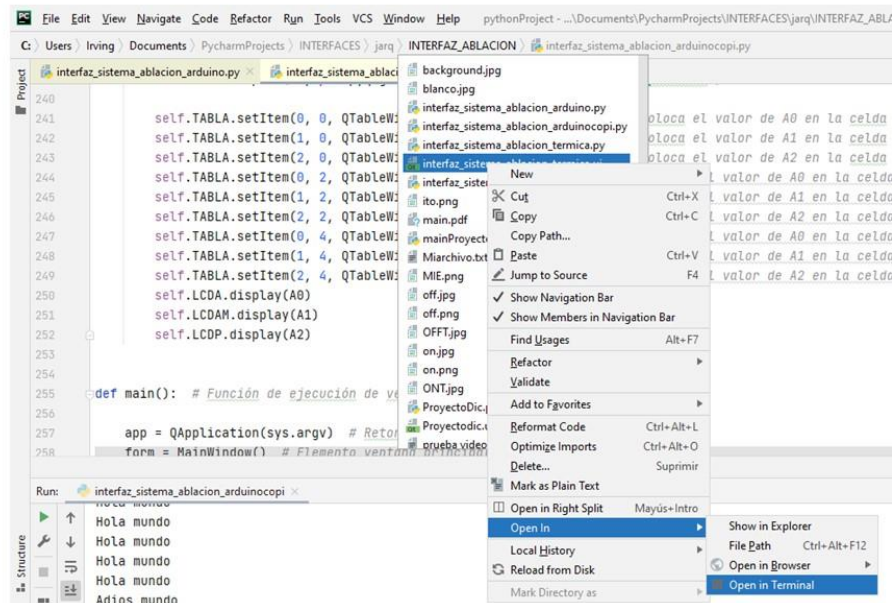 PC File Edit View Navigate Code Refactor Run Tools VCS Window Help pythonProject - ...\Documents\PycharmProjects\INTERFACES\jarq\INTERFAZ_ABLA
C: Users Irving Documents PycharmProjects INTERFACES jarq INTERFAZ_ABLACION interfaz_sistema_ablacion_arduinocopi.py
Project
interfaz_sistema_ablacion_arduino.py × interfaz_sistema_ablaci
background.jpg
blanco.jpg
interfaz_sistema_ablacion_arduino.py
interfaz_sistema_ablacion_arduinocopi.py
interfaz_sistema_ablacion_termica.py
interfaz_sistema_ablacion_termica.ui
interfaz_sister
ito.png
main.pdf
mainProyecto
Miarchivo.txt
MIE.png
off.jpg
off.png
OFFT.jpg
on.jpg
on.png
ONT.jpg
ProyectoDic.p
Proyectodic.u
prueba video
240
241 self.TABLA.setItem(0, 0, QTableWi oloca el valor de A0 en la celda
242 self.TABLA.setItem(1, 0, QTableWi oloca el valor de A1 en la celda
243 self.TABLA.setItem(2, 0, QTableWi oloca el valor de A2 en la celda
244 self.TABLA.setItem(0, 2, QTableWi l valor de A0 en la celda
245 self.TABLA.setItem(1, 2, QTableWi l valor de A1 en la celda
246 self.TABLA.setItem(2, 2, QTableWi l valor de A2 en la celda
247 self.TABLA.setItem(0, 4, QTableWi l valor de A0 en la celda
248 self.TABLA.setItem(1, 4, QTableWi l valor de A1 en la celda
249 self.TABLA.setItem(2, 4, QTableWi l valor de A2 en la celda
250 self.LCDA.display(A0)
251 self.LCDAM.display(A1)
252 self.LCDP.display(A2)
253
254
255 def main(): # Función de ejecución de ve
256
257 app = QApplication(sys.argv) # Retor
258 form = MainWindow() # Elemento ventana principal
New
Cut Ctrl+X
Copy Ctrl+C
Copy Path...
Paste Ctrl+V
Jump to Source F4
Show Navigation Bar
Show Members in Navigation Bar
Find Usages Alt+F7
Refactor
Validate
Add to Favorites
Reformat Code Ctrl+Alt+L
Optimize Imports Ctrl+Alt+O
Delete... Suprimir
Mark as Plain Text
Open in Right Split Mayús+Intro
Open In
Local History
Reload from Disk
Mark Directory as
Show in Explorer
File Path Ctrl+Alt+F12
Open in Browser
Open in Terminal
Run: interfaz_sistema_ablacion_arduinocopi ×
Hola mundo
Hola mundo
Hola mundo
Hola mundo
Hola mundo
Adios mundo
Structure